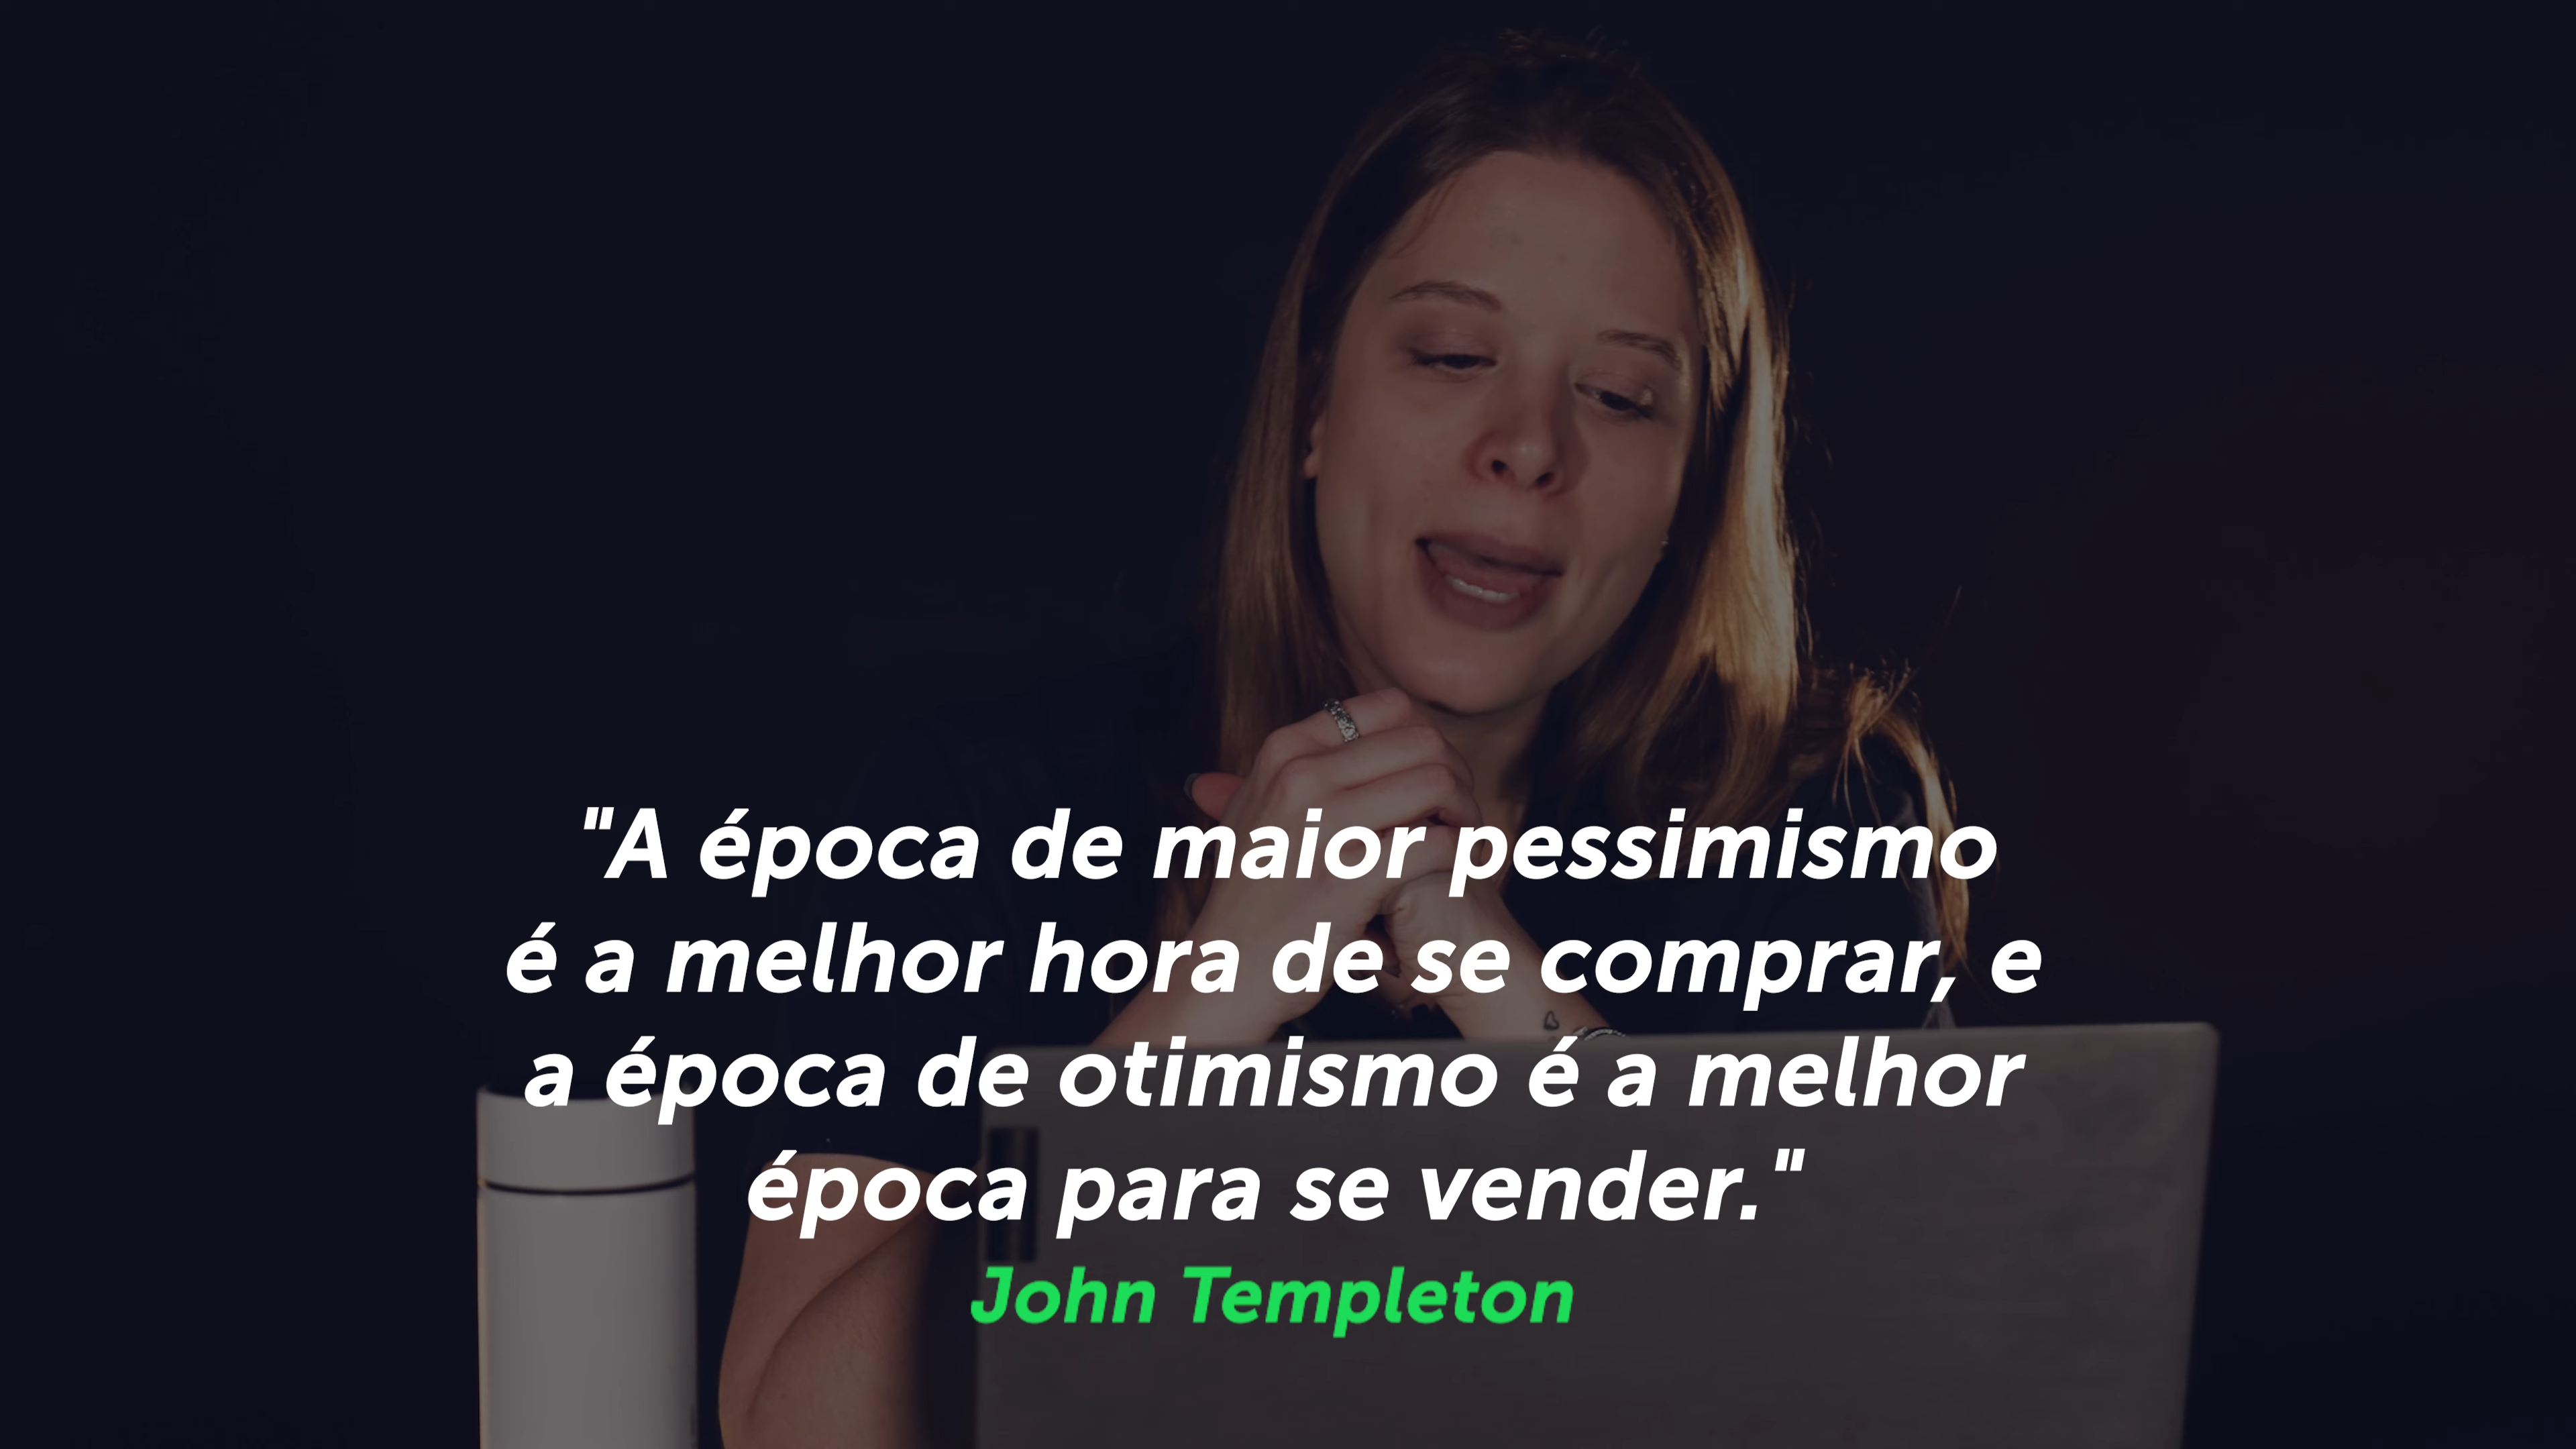 "A época de maior pessimismo
é a melhor hora de se comprar, e
a época de otimismo é a melhor
época para se vender."
John Templeton